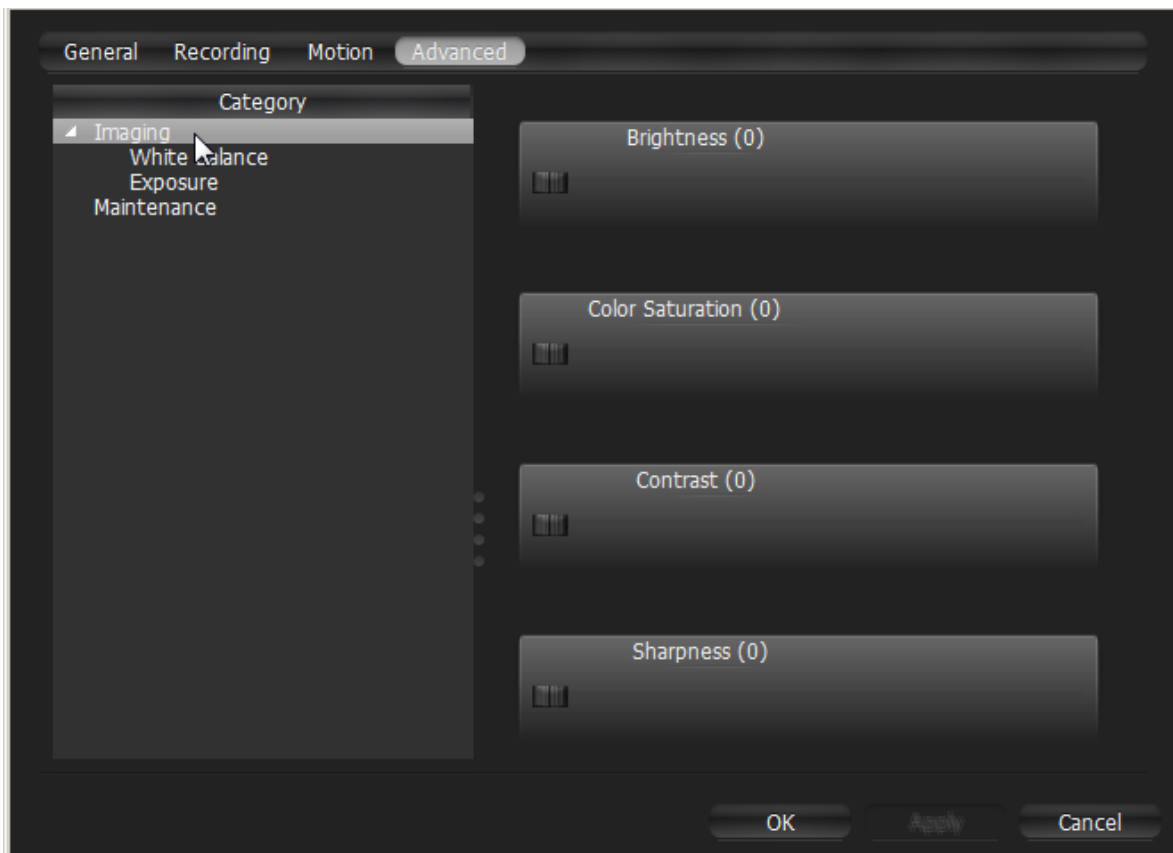 General Recording Motion Advanced
Category
Imaging
White Balance
Exposure
Maintenance
Brightness (0)
Color Saturation (0)
Contrast (0)
Sharpness (0)
OK Apply Cancel